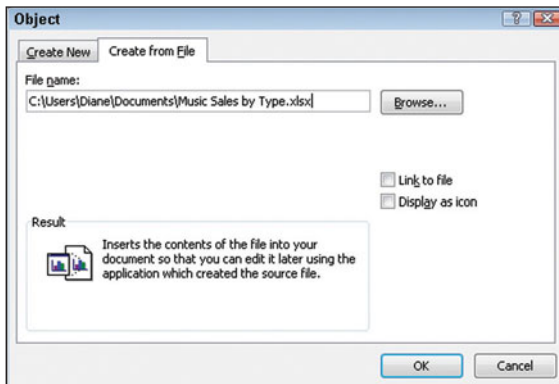 Object
Create New
Create from File
File name:
C:\Users\Diane\Documents\Music Sales by Type.xlsx
Browse...
Link to file
Display as icon
Result
Inserts the contents of the file into your
document so that you can edit it later using the
application which created the source file.
OK
Cancel